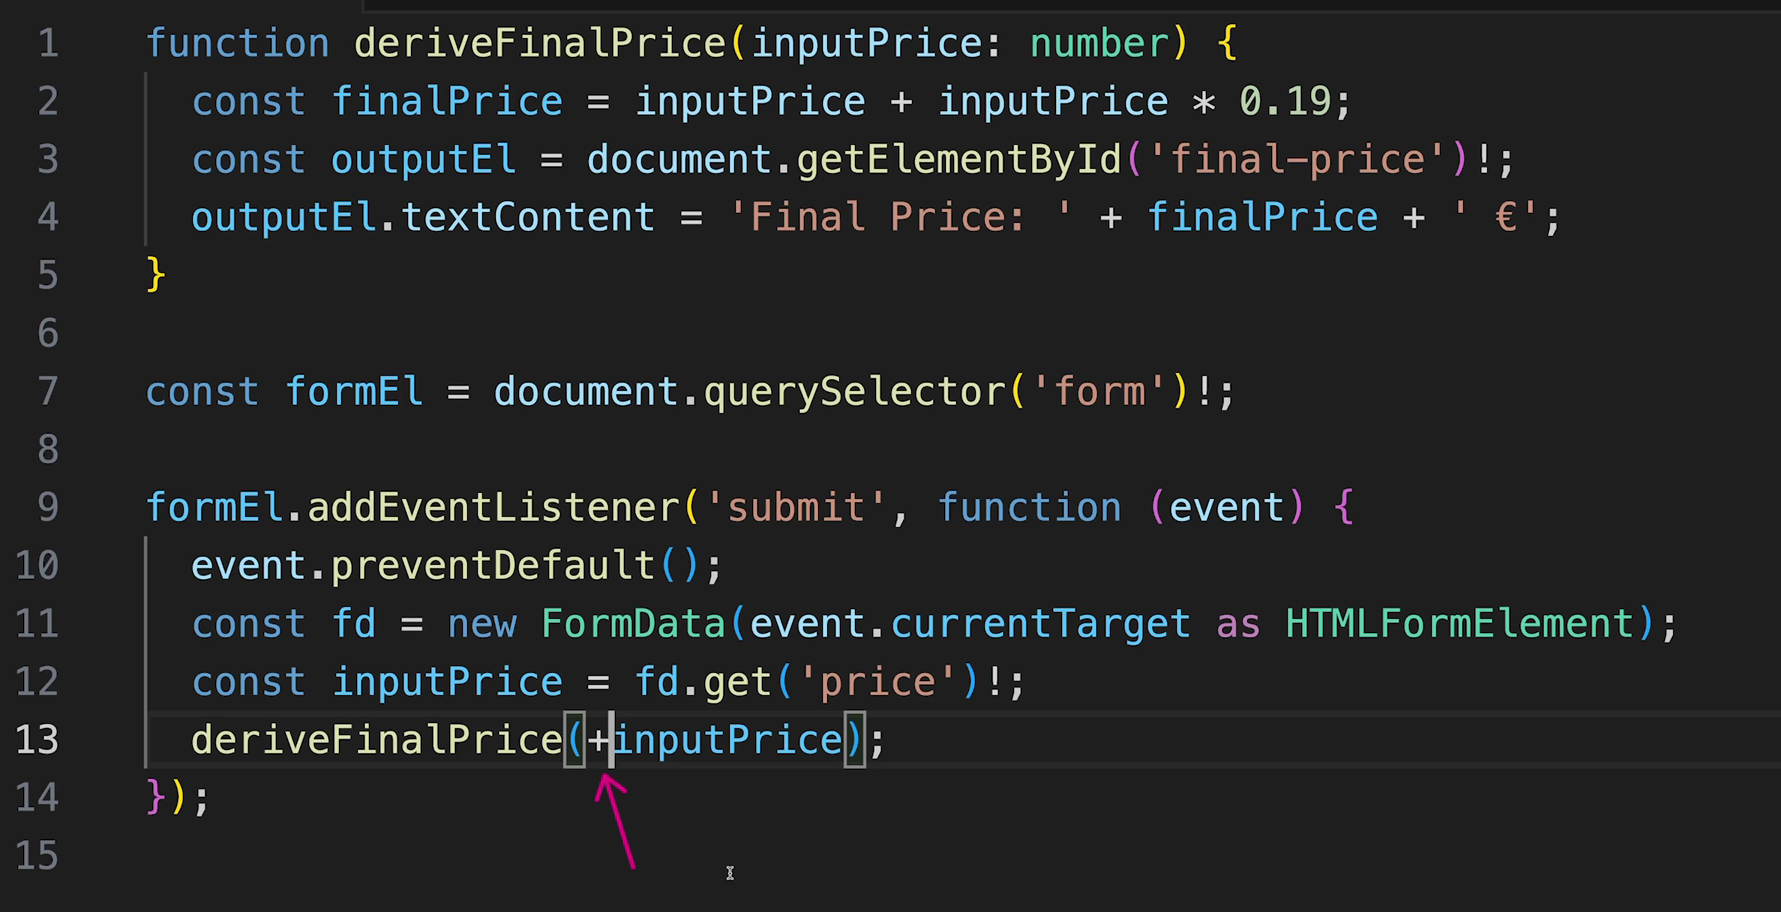 1 function deriveFinalPrice(inputPrice: number) {
2 const finalPrice = inputPrice + inputPrice * 0.19;
3 const outputEl = document.getElementById('final-price')!;
4 outputEl.textContent = 'Final Price: ' + finalPrice + ' €';
5 }
6
7 const formEl = document.querySelector('form')!;
8
9 formEl.addEventListener('submit', function (event) {
10 event.preventDefault();
11 const fd = new FormData(event.currentTarget as HTMLFormElement);
12 const inputPrice = fd.get('price')!;
13 deriveFinalPrice(+inputPrice);
14 });
15